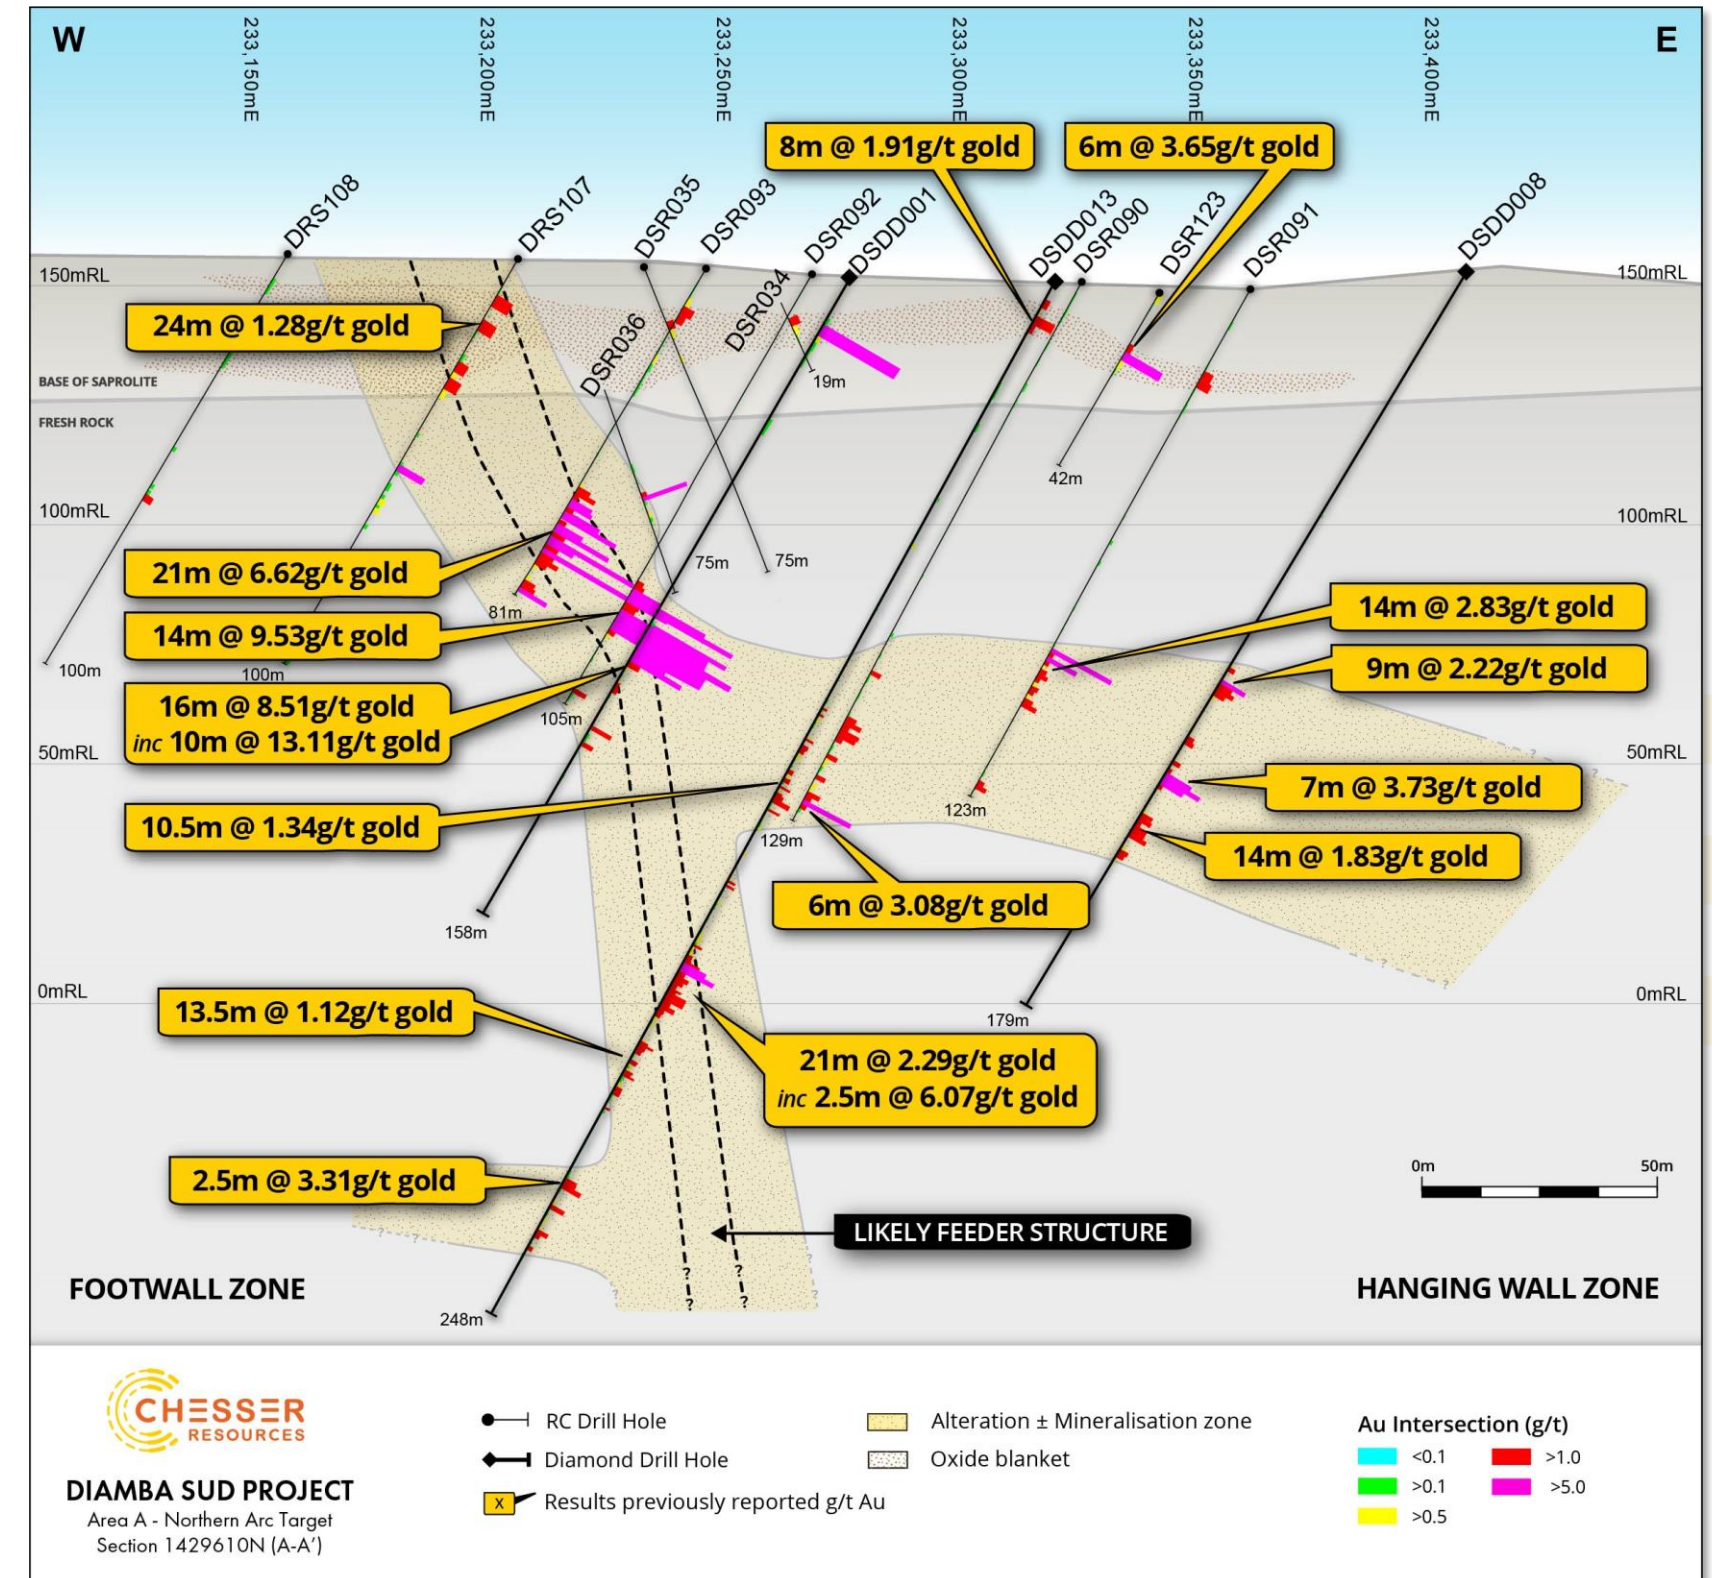 W
E
233,150mE
233,200mE
233,250mE
233,300mE
233,350mE
233,400mE
8m @ 1.91g/t gold
6m @ 3.65g/t gold
DRS108
DRS107
DSR035
DSR093
DSR092
DSDD001
DSDD013
DSR090
DSR123
DSR091
DSDD008
DSR034
DSR036
150mRL
150mRL
24m @ 1.28g/t gold
BASE OF SAPROLITE
FRESH ROCK
19m
42m
100mRL
100mRL
21m @ 6.62g/t gold
75m
75m
81m
14m @ 9.53g/t gold
14m @ 2.83g/t gold
9m @ 2.22g/t gold
100m
100m
16m @ 8.51g/t gold
inc 10m @ 13.11g/t gold
105m
50mRL
50mRL
7m @ 3.73g/t gold
123m
10.5m @ 1.34g/t gold
129m
14m @ 1.83g/t gold
6m @ 3.08g/t gold
158m
0mRL
0mRL
13.5m @ 1.12g/t gold
179m
21m @ 2.29g/t gold
inc 2.5m @ 6.07g/t gold
2.5m @ 3.31g/t gold
0m
50m
LIKELY FEEDER STRUCTURE
? ?
? ?
FOOTWALL ZONE
HANGING WALL ZONE
248m
CHESSER
RESOURCES
DIAMBA SUD PROJECT
Area A - Northern Arc Target
Section 1429610N (A-A’)
RC Drill Hole
Diamond Drill Hole
X
Results previously reported g/t Au
Alteration ± Mineralisation zone
Oxide blanket
Au Intersection (g/t)
<0.1
>0.1
>0.5
>1.0
>5.0